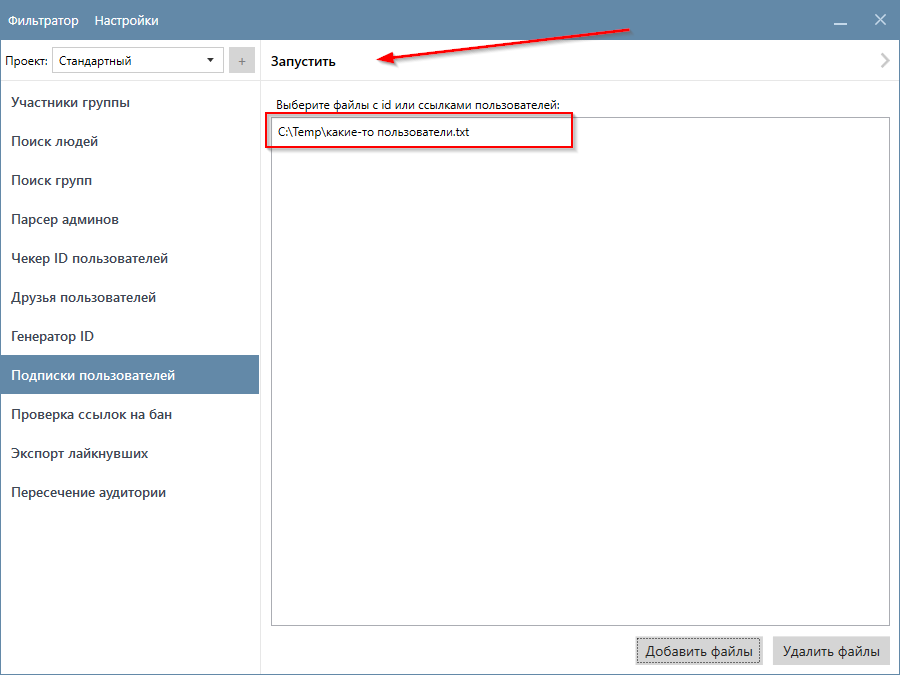 Фильтратор Настройки
Проект: Стандартный +
Запустить
Участники группы
Поиск людей
Поиск групп
Парсер админов
Чекер ID пользователей
Друзья пользователей
Генератор ID
Подписки пользователей
Проверка ссылок на бан
Экспорт лайкнувших
Пересечение аудитории
Выберите файлы с id или ссылками пользователей:
C:\Temp\какие-то пользователи.txt
Добавить файлы Удалить файлы